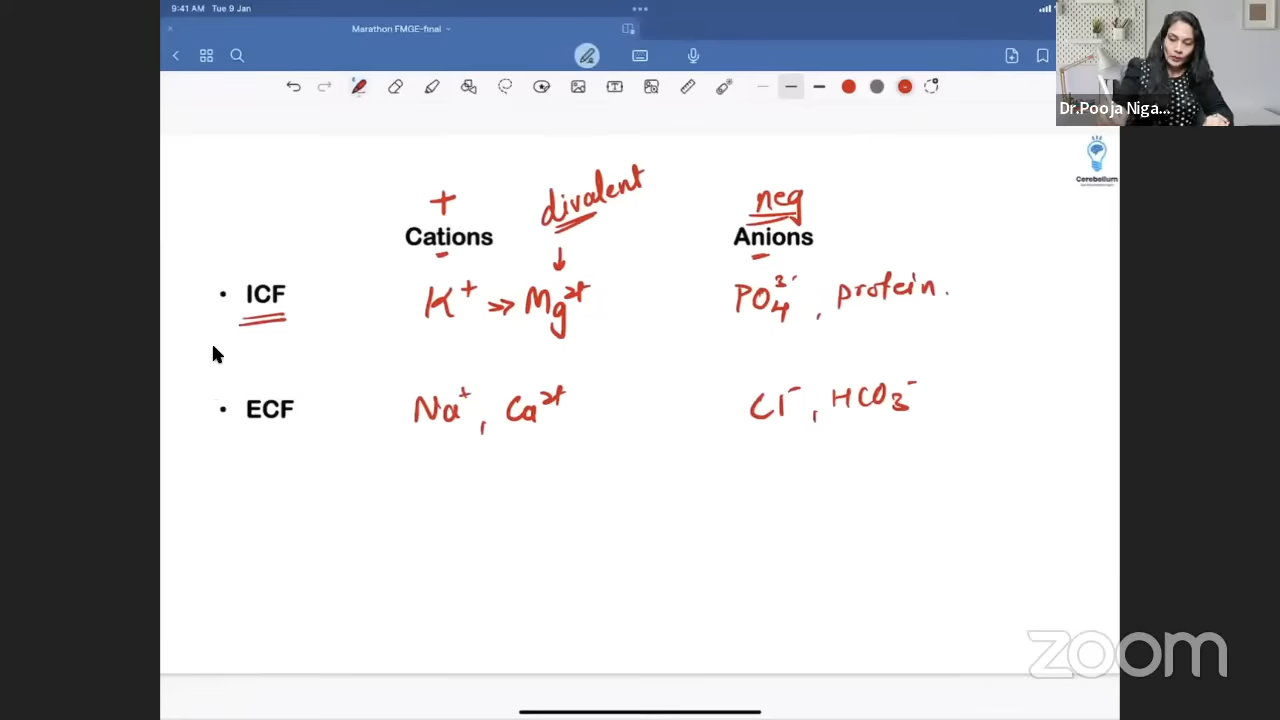 9:41 AM Tue 9 Jan
Marathon FMGE-final
Dr.Pooja Niga...
Cerebellum
+ divalent neg
Cations Anions
• ICF K⁺ >> Mg²⁺ PO₄³⁻, protein.
• ECF Na⁺, Ca²⁺ Cl⁻, HCO₃⁻
zoom